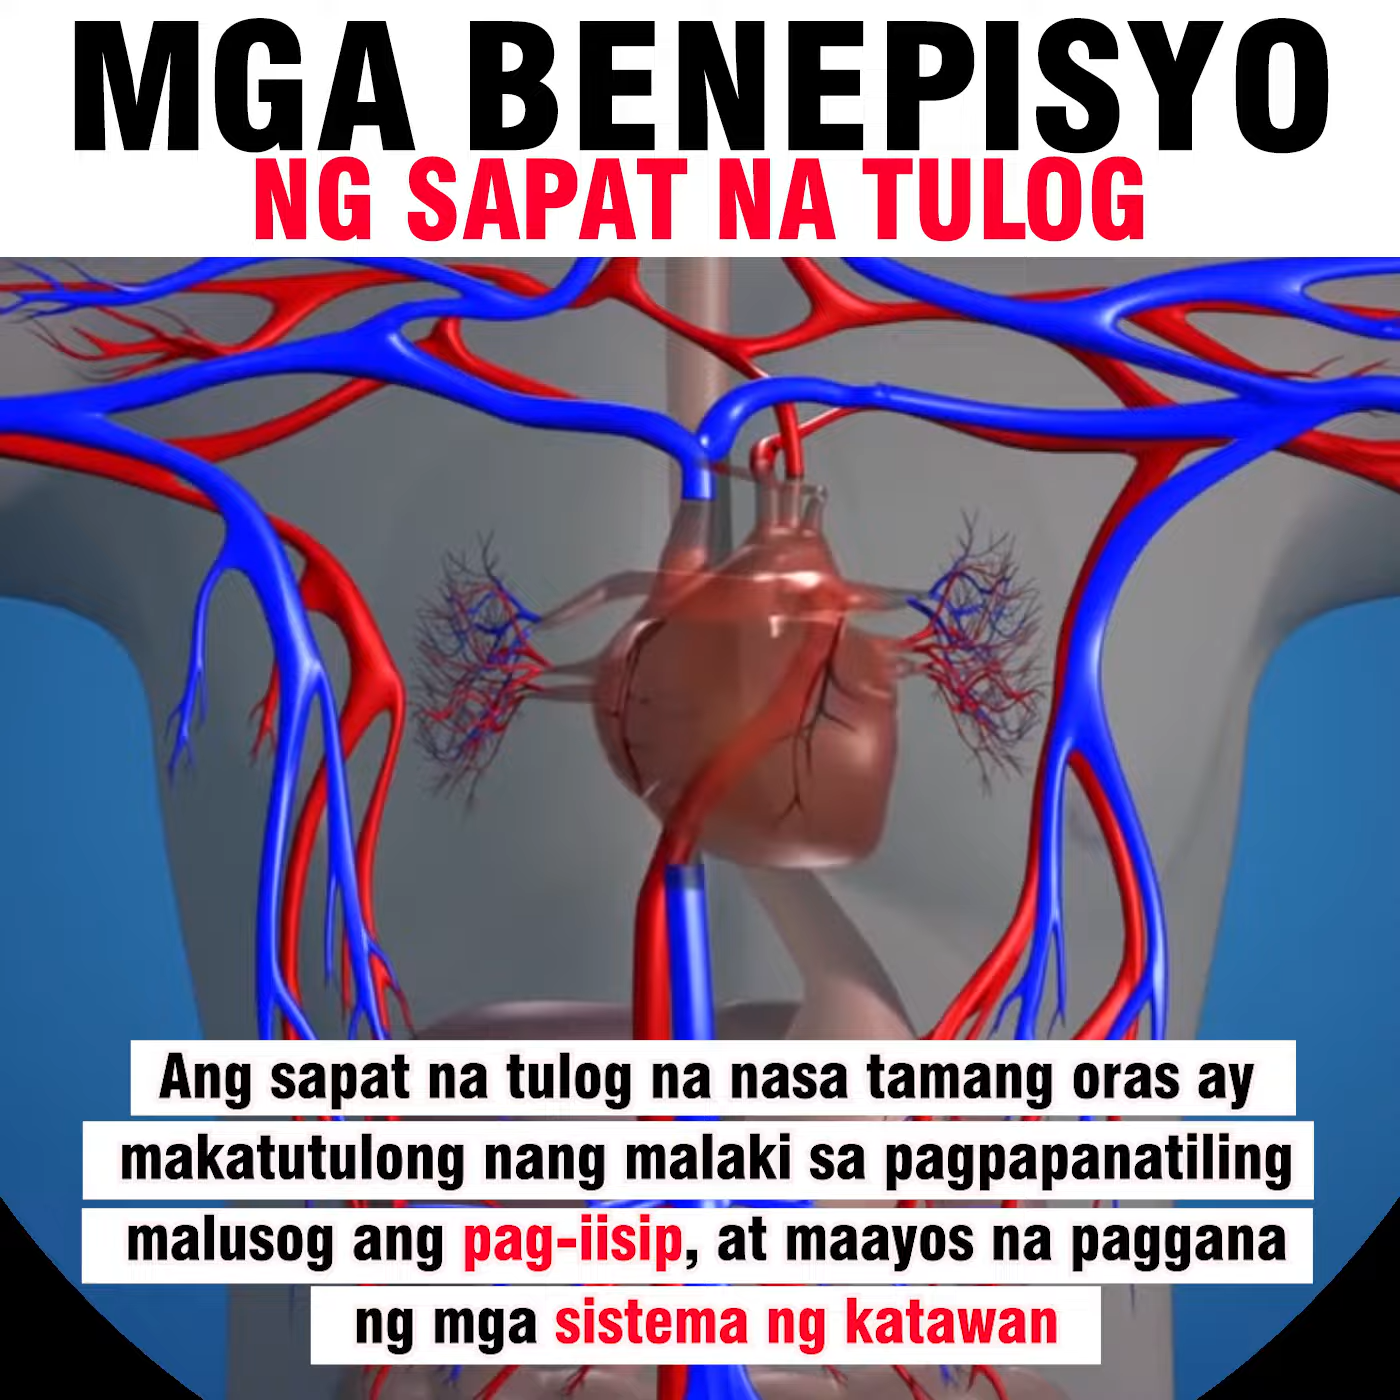 MGA BENEPISYO
NG SAPAT NA TULOG
Ang sapat na tulog na nasa tamang oras ay
makatutulong nang malaki sa pagpapanatiling
malusog ang pag-iisip, at maayos na paggana
ng mga sistema ng katawan